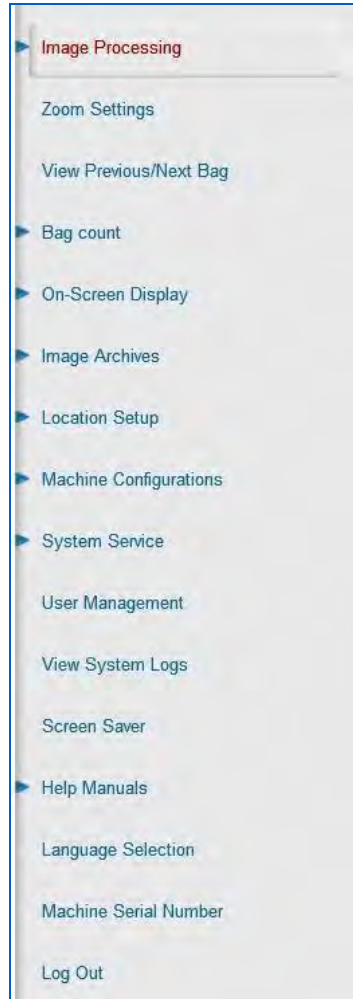 Image Processing
Zoom Settings
View Previous/Next Bag
Bag count
On-Screen Display
Image Archives
Location Setup
Machine Configurations
System Service
User Management
View System Logs
Screen Saver
Help Manuals
Language Selection
Machine Serial Number
Log Out